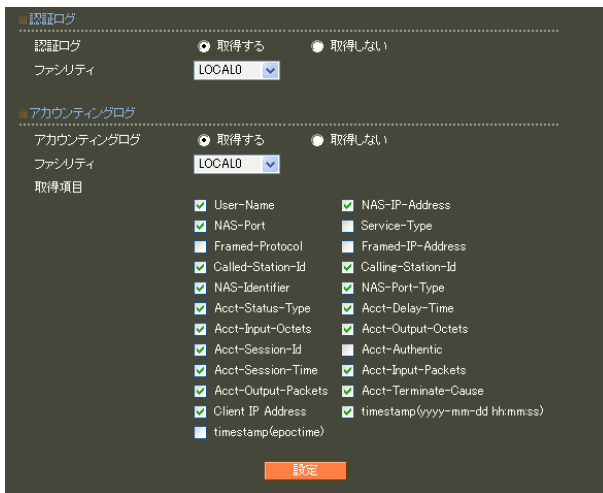 認証ログ
認証ログ 取得する 取得しない
ファシリティ LOCAL0
アカウンティングログ
アカウンティングログ 取得する 取得しない
ファシリティ LOCAL0
取得項目
User-Name NAS-IP-Address
NAS-Port Service-Type
Framed-Protocol Framed-IP-Address
Called-Station-Id Calling-Station-Id
NAS-Identifier NAS-Port-Type
Acct-Status-Type Acct-Delay-Time
Acct-Input-Octets Acct-Output-Octets
Acct-Session-Id Acct-Authentic
Acct-Session-Time Acct-Input-Packets
Acct-Output-Packets Acct-Terminate-Cause
Client IP Address timestamp(yyyy-mm-dd hh:mm:ss)
timestamp(epoctime)
設定